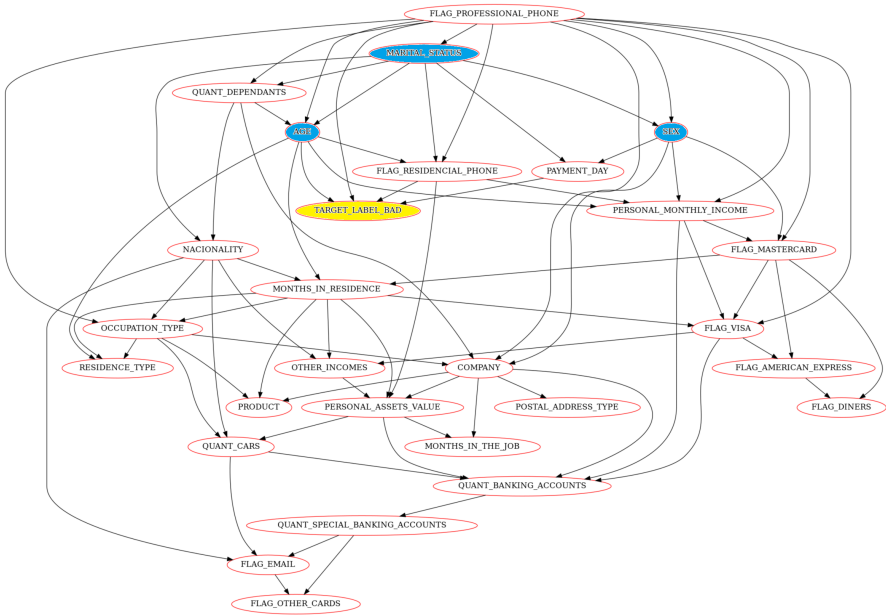 FLAG_PROFESSIONAL_PHONE
MARITAL_STATUS
QUANT_DEPENDANTS
AGE
SEX
FLAG_RESIDENCIAL_PHONE
PAYMENT_DAY
TARGET_LABEL_BAD
PERSONAL_MONTHLY_INCOME
NACIONALITY
FLAG_MASTERCARD
MONTHS_IN_RESIDENCE
OCCUPATION_TYPE
FLAG_VISA
RESIDENCE_TYPE
OTHER_INCOMES
COMPANY
FLAG_AMERICAN_EXPRESS
PRODUCT
PERSONAL_ASSETS_VALUE
POSTAL_ADDRESS_TYPE
FLAG_DINERS
QUANT_CARS
MONTHS_IN_THE_JOB
QUANT_BANKING_ACCOUNTS
QUANT_SPECIAL_BANKING_ACCOUNTS
FLAG_EMAIL
FLAG_OTHER_CARDS